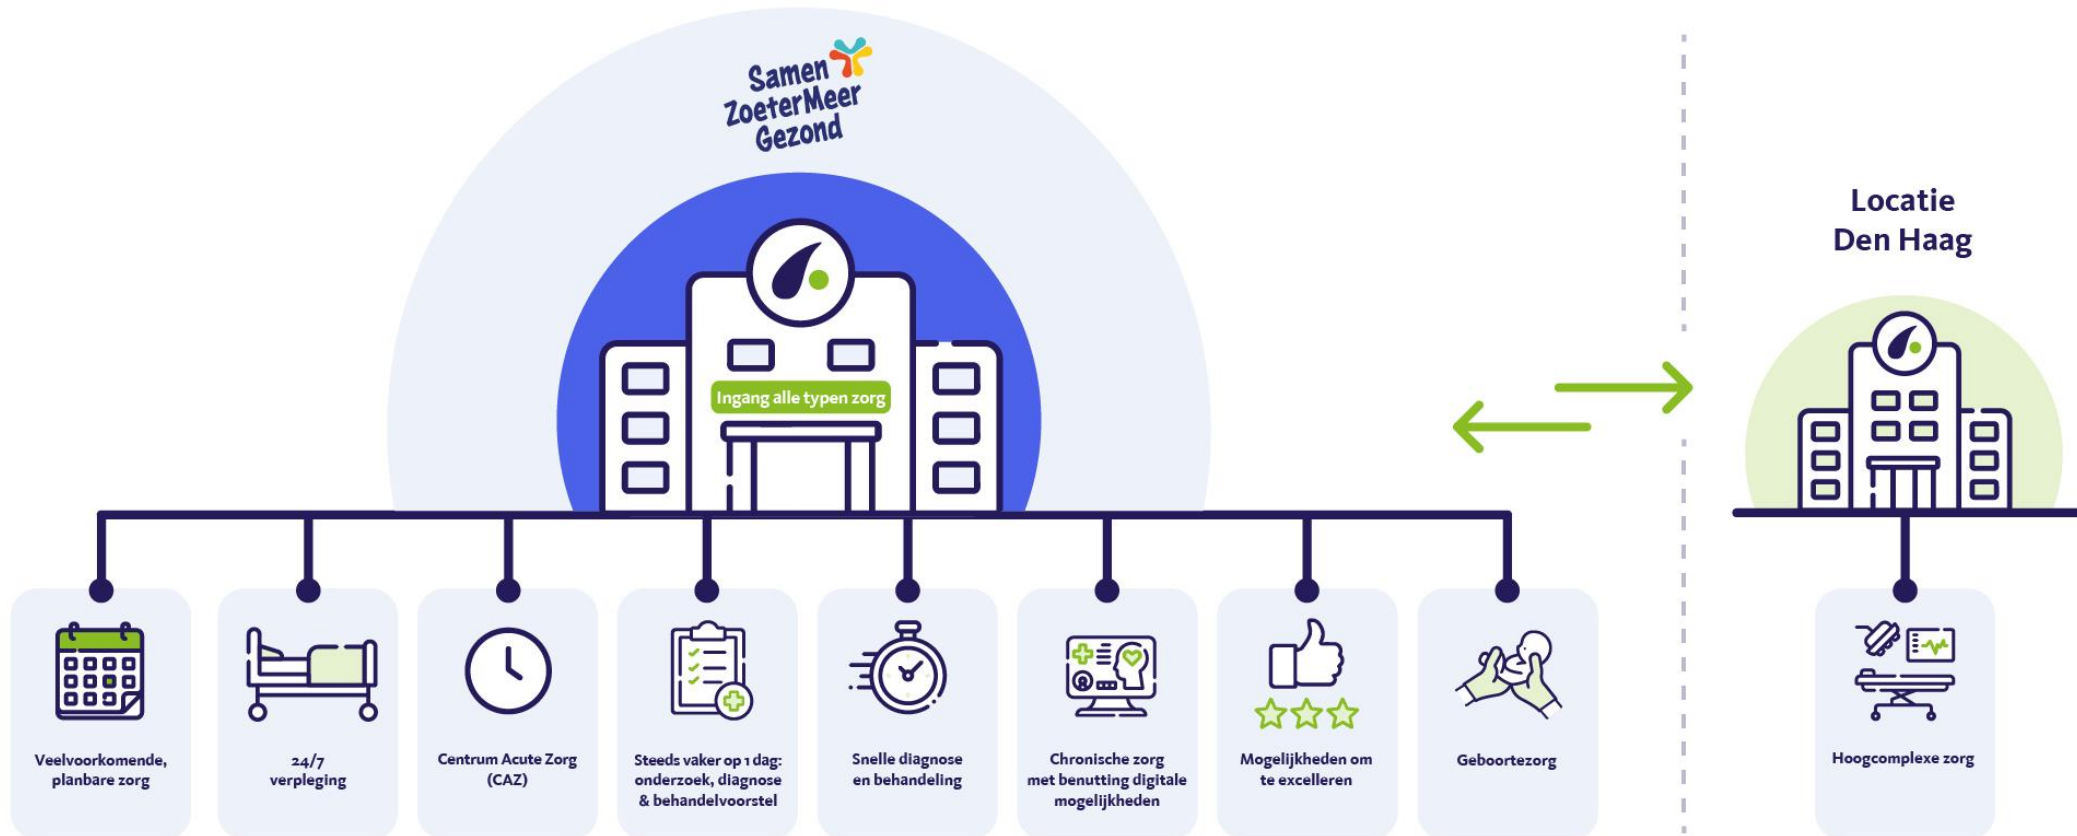 Samen
ZoeterMeer
Gezond
Locatie
Den Haag
Ingang alle typen zorg
Veelvoorkomende,
planbare zorg
24/7
verpleging
Centrum Acute Zorg
(CAZ)
Steeds vaker op 1 dag:
onderzoek, diagnose
& behandelvoorstel
Snelle diagnose
en behandeling
Chronische zorg
met benutting digitale
mogelijkheden
Mogelijkheden om
te excelleren
Geboortezorg
Hoogcomplexe zorg